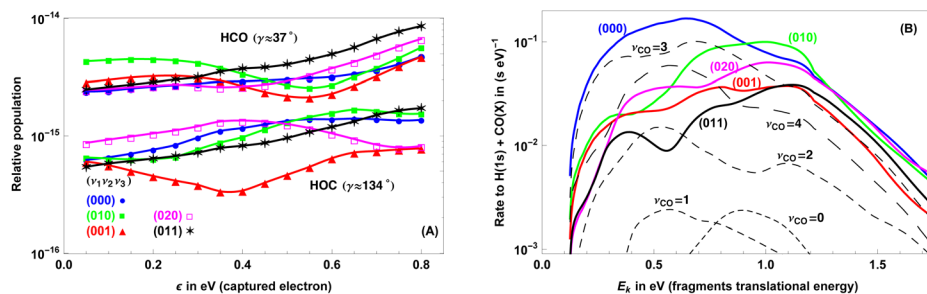 10⁻¹⁴
10⁻¹⁵
10⁻¹⁶
Relative population
HCO (γ≈37°)
HOC (γ≈134°)
(ν₁ν₂ν₃)
(000)
(010) (020)
(001) (011)
(A)
0.0 0.2 0.4 0.6 0.8
ϵ in eV (captured electron)
10⁻¹
10⁻²
10⁻³
Rate to H(1s) + CO(X) in (s eV)⁻¹
(B)
(000)
(010)
ν_CO=3
(020)
(001)
(011)
ν_CO=4
ν_CO=2
ν_CO=1
ν_CO=0
0.0 0.5 1.0 1.5
E_k in eV (fragments translational energy)